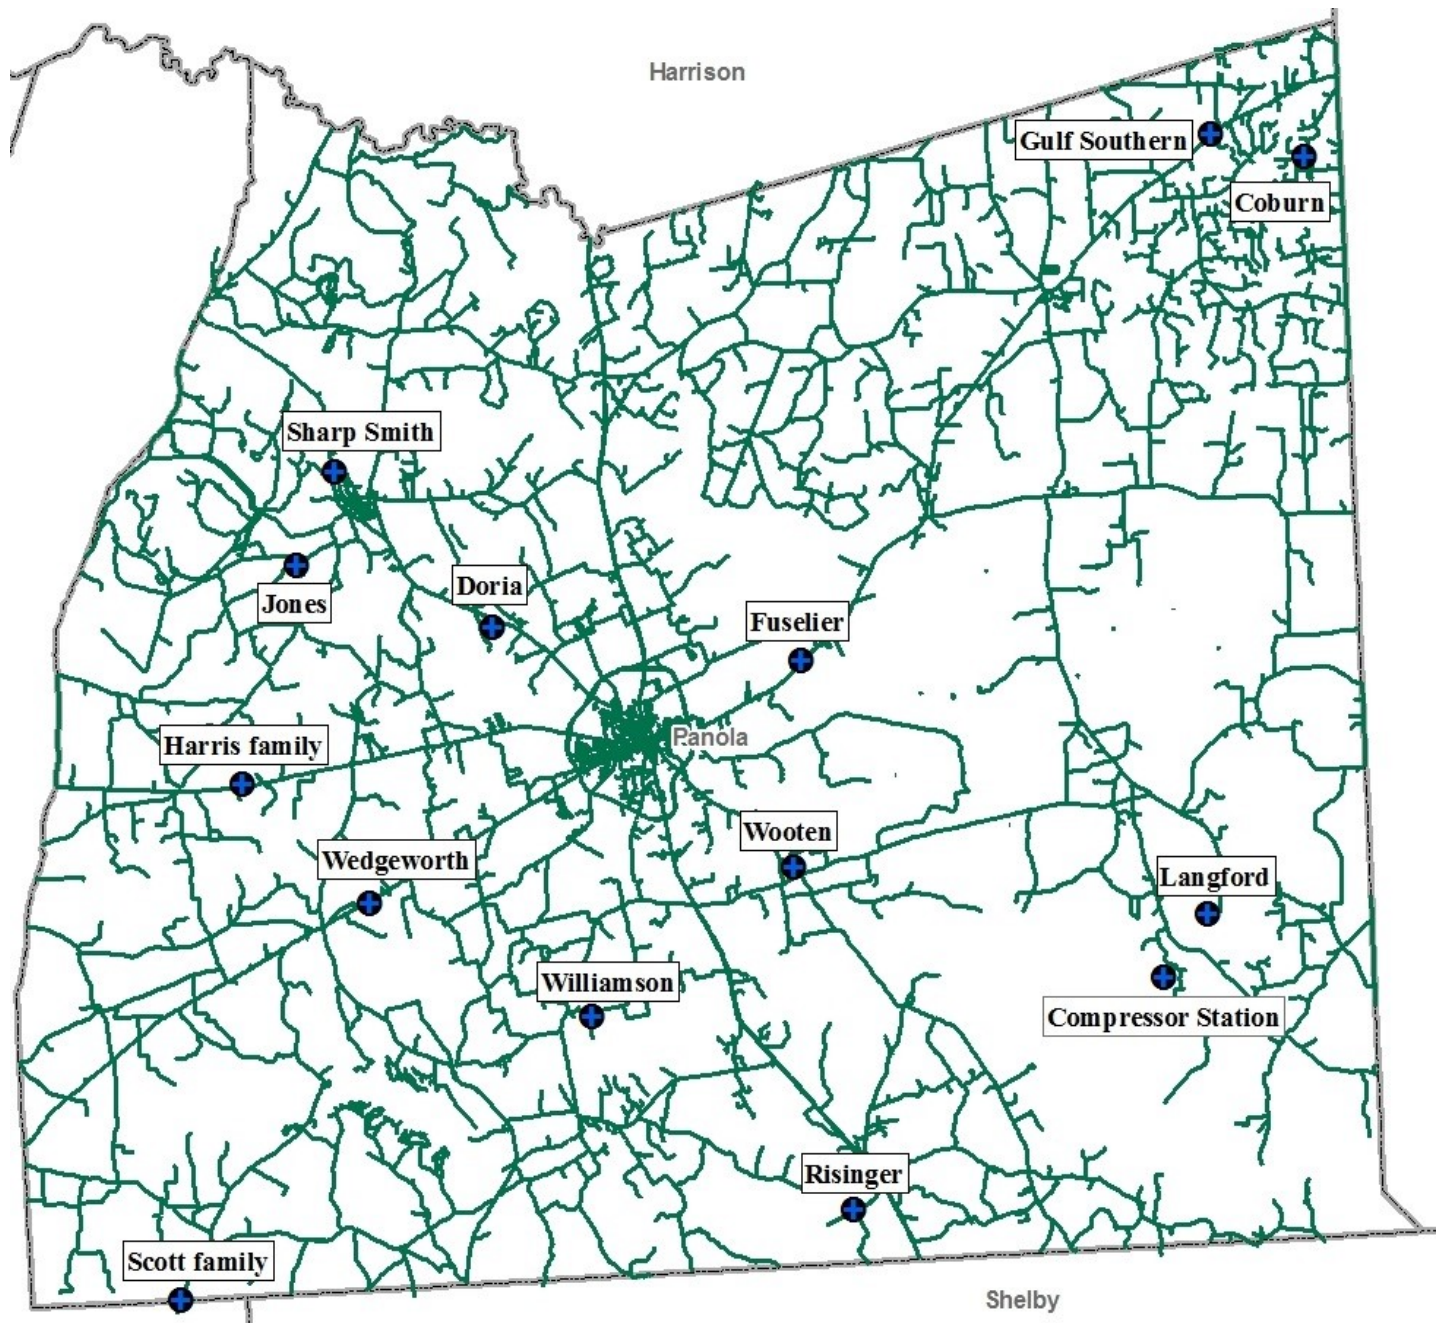 Harrison
Gulf Southern
Coburn
Sharp Smith
Jones
Doria
Fuselier
Harris family
Panola
Wooten
Wedgeworth
Langford
Williamson
Compressor Station
Risinger
Scott family
Shelby